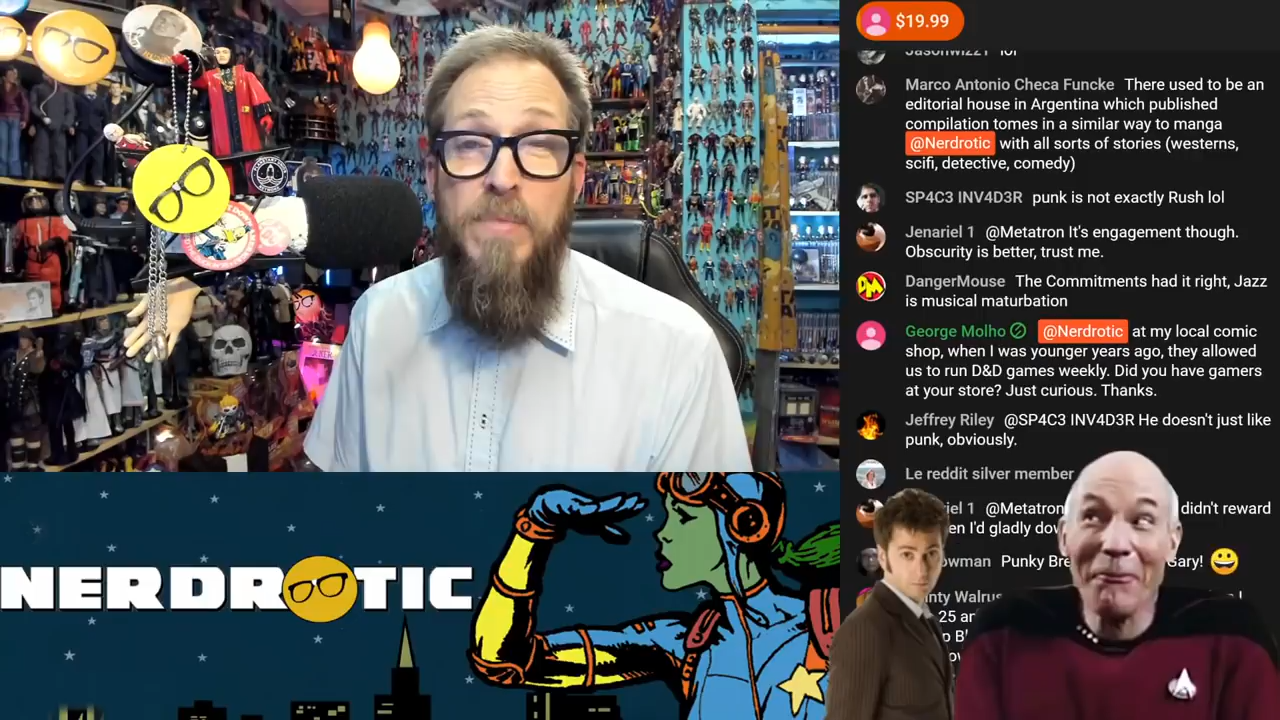 $19.99
Jasonwizz1 lol
Marco Antonio Checa Funcke There used to be an
editorial house in Argentina which published
compilation tomes in a similar way to manga
@Nerdrotic with all sorts of stories (westerns,
scifi, detective, comedy)
SP4C3 INV4D3R punk is not exactly Rush lol
Jenariel 1 @Metatron It's engagement though.
Obscurity is better, trust me.
DangerMouse The Commitments had it right, Jazz
is musical maturbation
George Molho @Nerdrotic at my local comic
shop, when I was younger years ago, they allowed
us to run D&D games weekly. Did you have gamers
at your store? Just curious. Thanks.
Jeffrey Riley @SP4C3 INV4D3R He doesn't just like
punk, obviously.
Le reddit silver member
1 @Metatron didn't reward
I'd gladly
Punky Gary!
Walrus
25
NERDROTIC